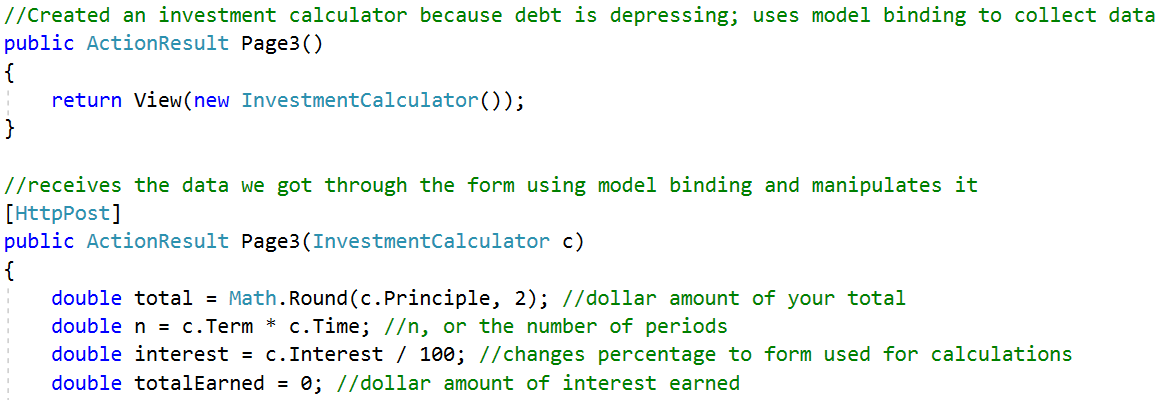 //Created an investment calculator because debt is depressing; uses model binding to collect data
public ActionResult Page3()
{
    return View(new InvestmentCalculator());
}

//receives the data we got through the form using model binding and manipulates it
[HttpPost]
public ActionResult Page3(InvestmentCalculator c)
{
    double total = Math.Round(c.Principle, 2); //dollar amount of your total
    double n = c.Term * c.Time; //n, or the number of periods
    double interest = c.Interest / 100; //changes percentage to form used for calculations
    double totalEarned = 0; //dollar amount of interest earned